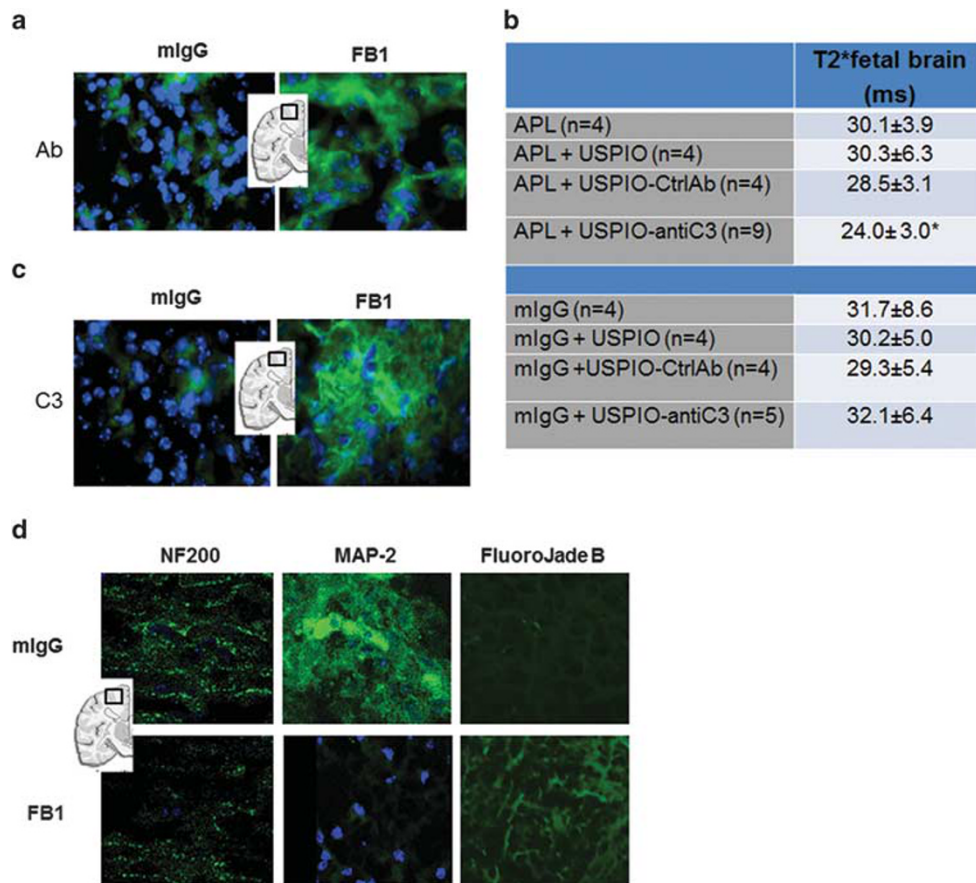 a
mIgG FB1
Ab
b
T2*fetal brain
(ms)
APL (n=4) 30.1±3.9
APL + USPIO (n=4) 30.3±6.3
APL + USPIO-CtrlAb (n=4) 28.5±3.1
APL + USPIO-antiC3 (n=9) 24.0±3.0*
mIgG (n=4) 31.7±8.6
mIgG + USPIO (n=4) 30.2±5.0
mIgG +USPIO-CtrlAb (n=4) 29.3±5.4
mIgG + USPIO-antiC3 (n=5) 32.1±6.4
c
mIgG FB1
C3
d
NF200 MAP-2 FluoroJade B
mIgG
FB1